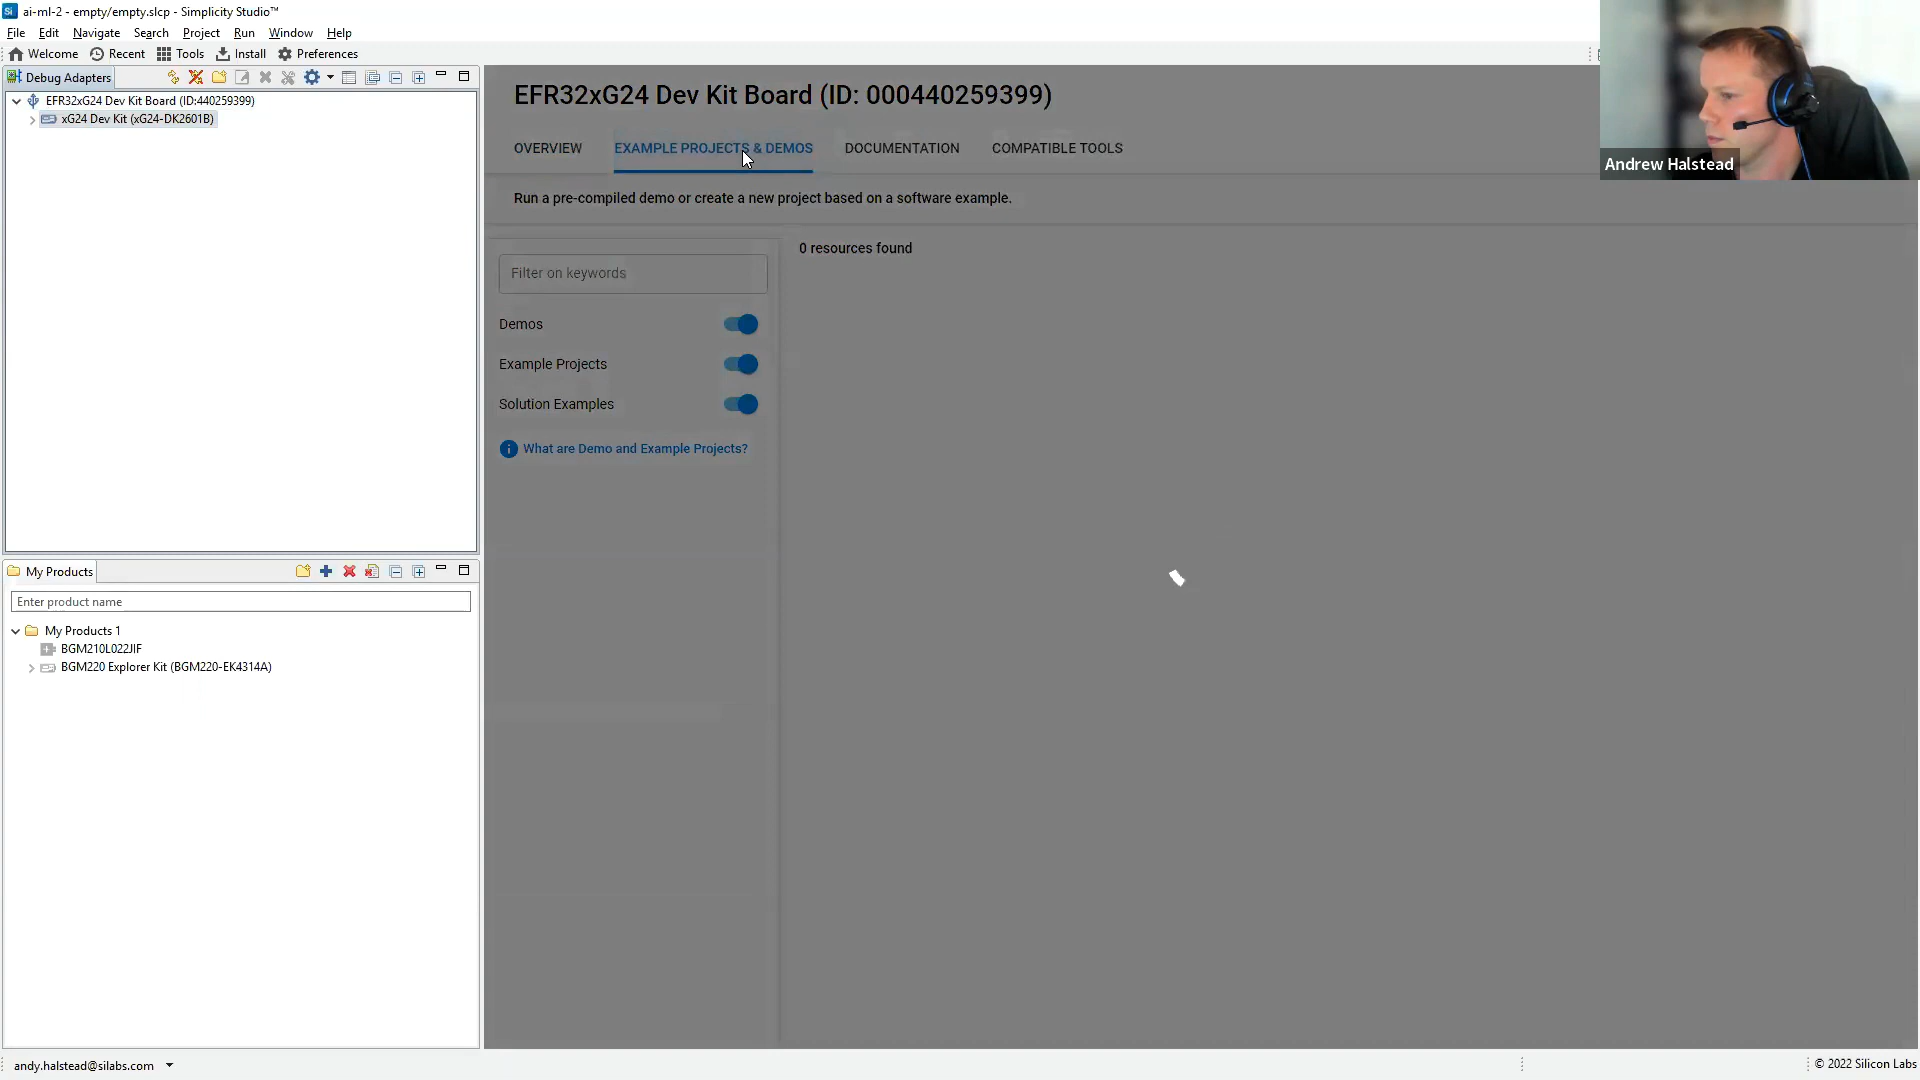 ai-ml-2 - empty/empty.slcp - Simplicity Studio™
File Edit Navigate Search Project Run Window Help
Welcome Recent Tools Install Preferences
Debug Adapters
EFR32xG24 Dev Kit Board (ID:440259399)
xG24 Dev Kit (xG24-DK2601B)
EFR32xG24 Dev Kit Board (ID: 000440259399)
OVERVIEW EXAMPLE PROJECTS & DEMOS DOCUMENTATION COMPATIBLE TOOLS
Run a pre-compiled demo or create a new project based on a software example.
Filter on keywords
Demos
Example Projects
Solution Examples
What are Demo and Example Projects?
0 resources found
Andrew Halstead
My Products
Enter product name
My Products 1
BGM210L022JIF
BGM220 Explorer Kit (BGM220-EK4314A)
andy.halstead@silabs.com
© 2022 Silicon Labs